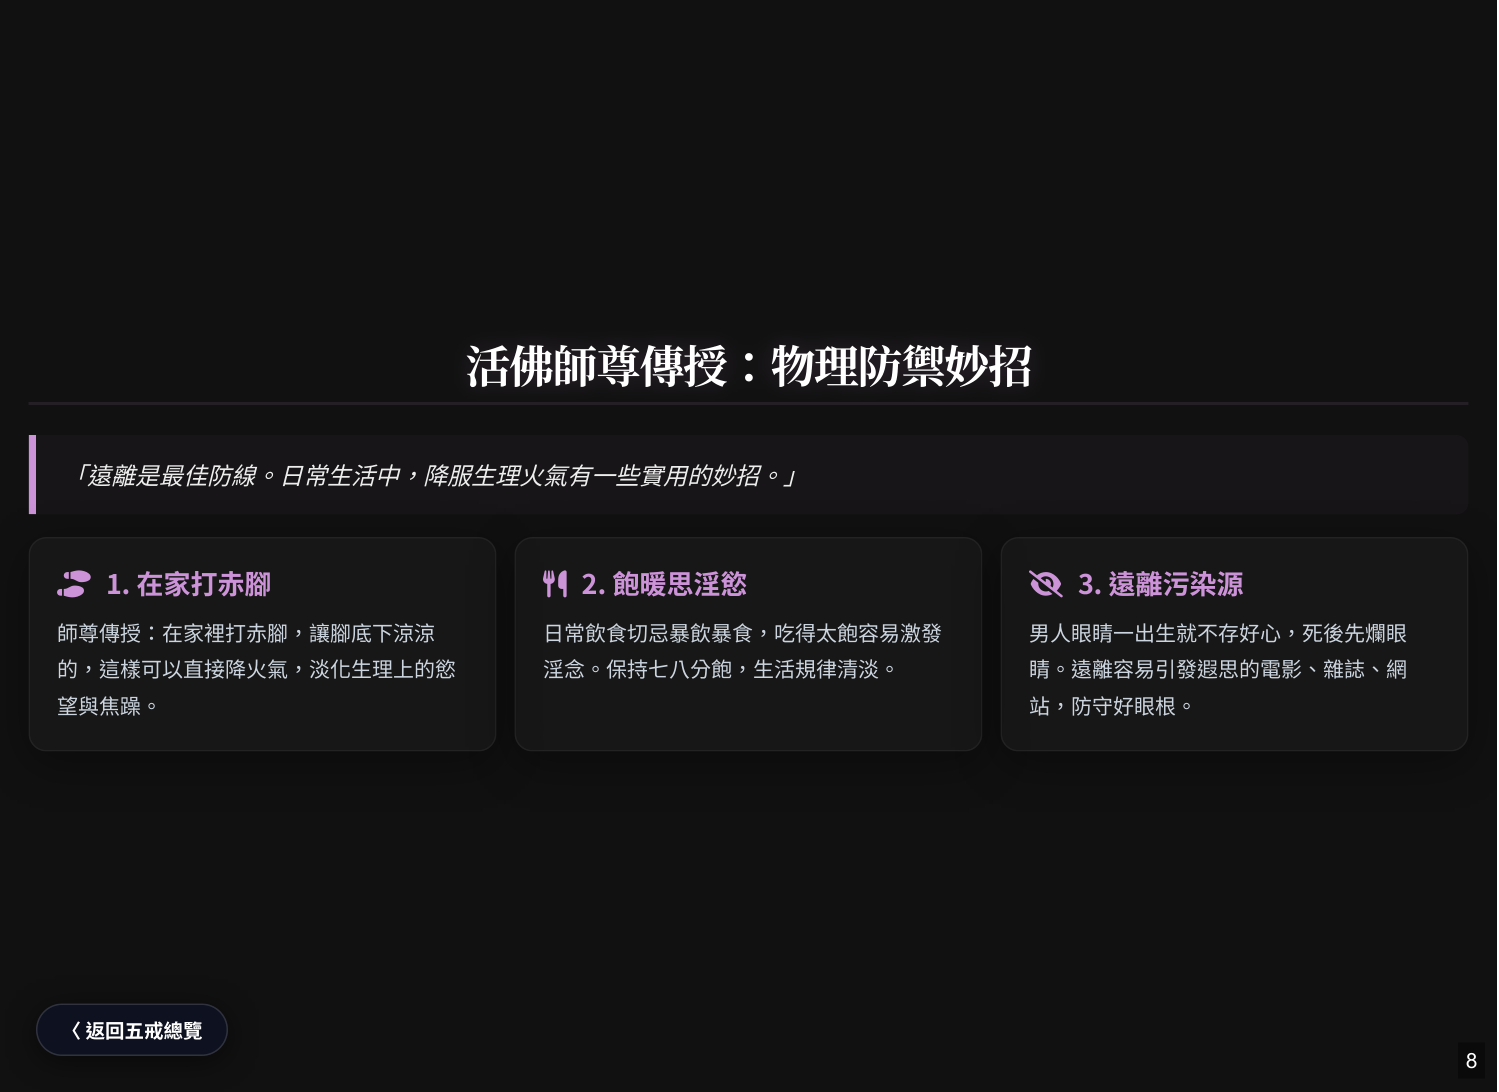 活佛師尊傳授：物理防禦妙招
「遠離是最佳防線。日常生活中，降服生理火氣有一些實用的妙招。」
1. 在家打赤腳
師尊傳授：在家裡打赤腳，讓腳底下涼涼
的，這樣可以直接降火氣，淡化生理上的慾
望與焦躁。
2. 飽暖思淫慾
日常飲食切忌暴飲暴食，吃得太飽容易激發
淫念。保持七八分飽，生活規律清淡。
3. 遠離污染源
男人眼睛一出生就不存好心，死後先爛眼
睛。遠離容易引發遐思的電影、雜誌、網
站，防守好眼根。
〈 返回五戒總覽
8